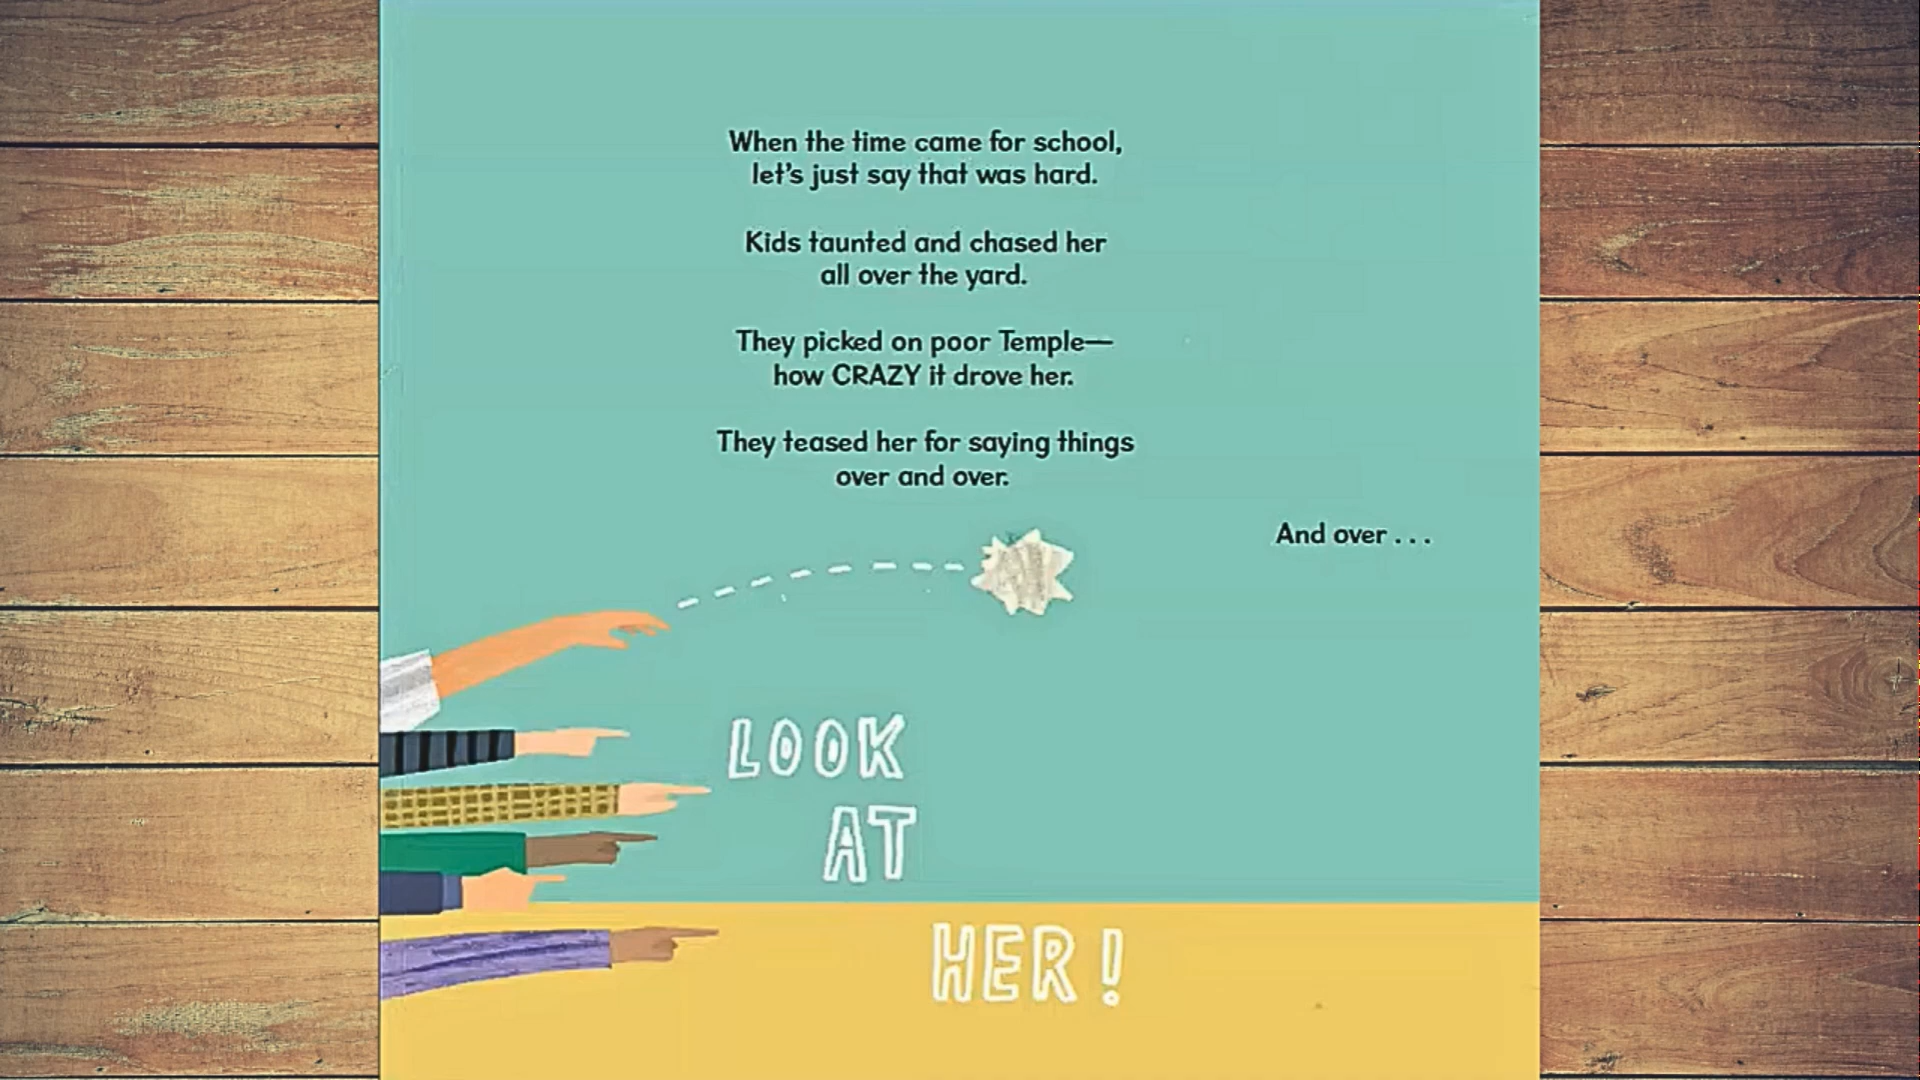 When the time came for school,
let's just say that was hard.
Kids taunted and chased her
all over the yard.
They picked on poor Temple—
how CRAZY it drove her.
They teased her for saying things
over and over.
And over . . .
LOOK
AT
HER!